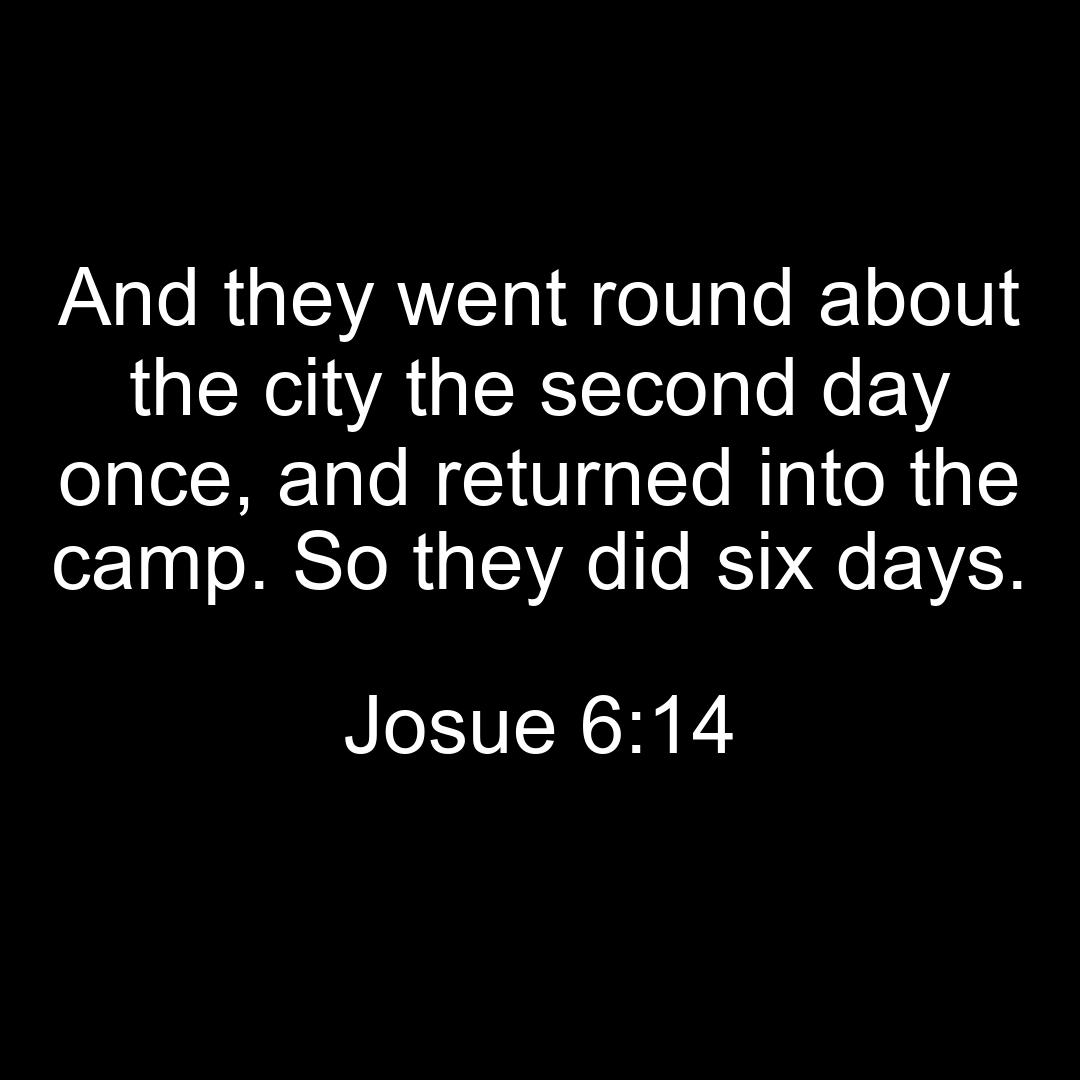 And they went round about
the city the second day
once, and returned into the
camp. So they did six days.
Josue 6:14